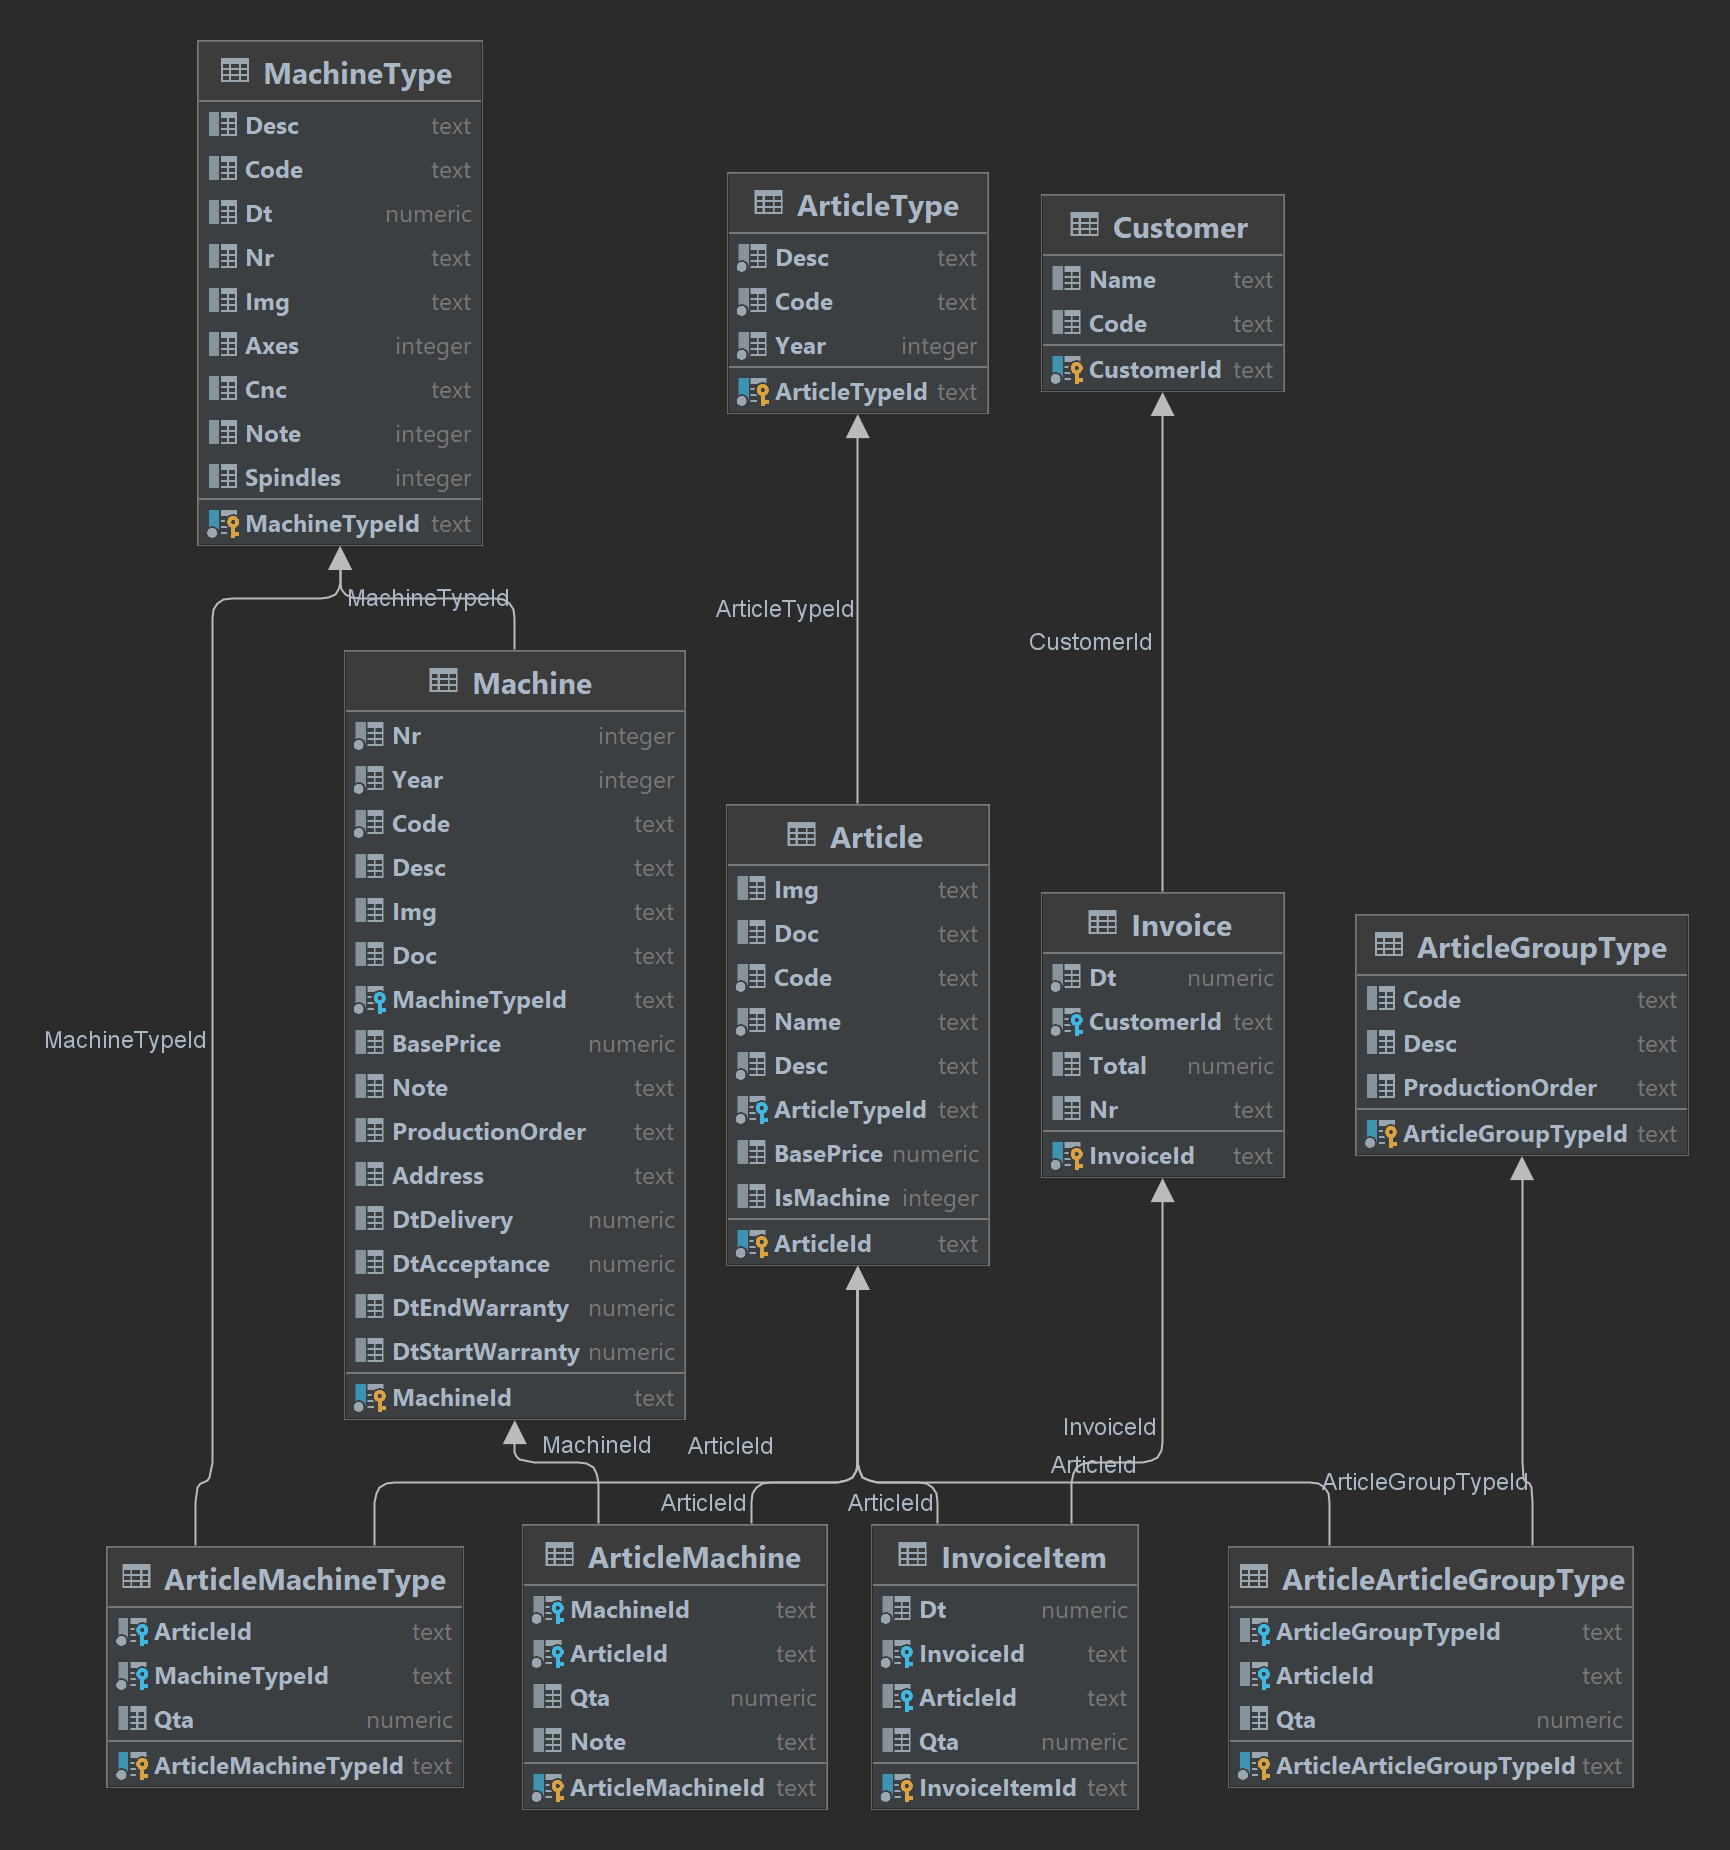 MachineType
Desc text
Code text
Dt numeric
Nr text
Img text
Axes integer
Cnc text
Note integer
Spindles integer
MachineTypeId text
ArticleType
Desc text
Code text
Year integer
ArticleTypeId text
Customer
Name text
Code text
CustomerId text
MachineTypeId
ArticleTypeId
CustomerId
Machine
Nr integer
Year integer
Code text
Desc text
Img text
Doc text
MachineTypeId text
BasePrice numeric
Note text
ProductionOrder text
Address text
DtDelivery numeric
DtAcceptance numeric
DtEndWarranty numeric
DtStartWarranty numeric
MachineId text
Article
Img text
Doc text
Code text
Name text
Desc text
ArticleTypeId text
BasePrice numeric
IsMachine integer
ArticleId text
Invoice
Dt numeric
CustomerId text
Total numeric
Nr text
InvoiceId text
ArticleGroupType
Code text
Desc text
ProductionOrder text
ArticleGroupTypeId text
MachineTypeId
MachineId
ArticleId
InvoiceId
ArticleId
ArticleGroupTypeId
ArticleId
ArticleId
ArticleMachineType
ArticleId text
MachineTypeId text
Qta numeric
ArticleMachineTypeId text
ArticleMachine
MachineId text
ArticleId text
Qta numeric
Note text
ArticleMachineId text
InvoiceItem
Dt numeric
InvoiceId text
ArticleId text
Qta numeric
InvoiceItemId text
ArticleArticleGroupType
ArticleGroupTypeId text
ArticleId text
Qta numeric
ArticleArticleGroupTypeId text